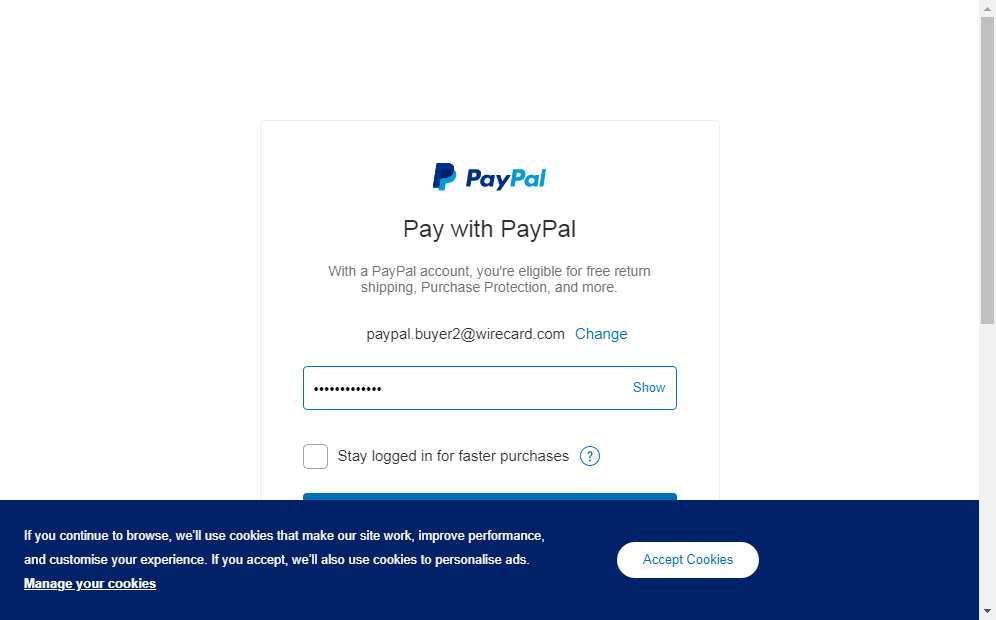 PayPal
Pay with PayPal
With a PayPal account, you're eligible for free return
shipping, Purchase Protection, and more.
paypal.buyer2@wirecard.com Change
••••••••••••• Show
Stay logged in for faster purchases ?
If you continue to browse, we'll use cookies that make our site work, improve performance,
and customise your experience. If you accept, we'll also use cookies to personalise ads.
Manage your cookies
Accept Cookies